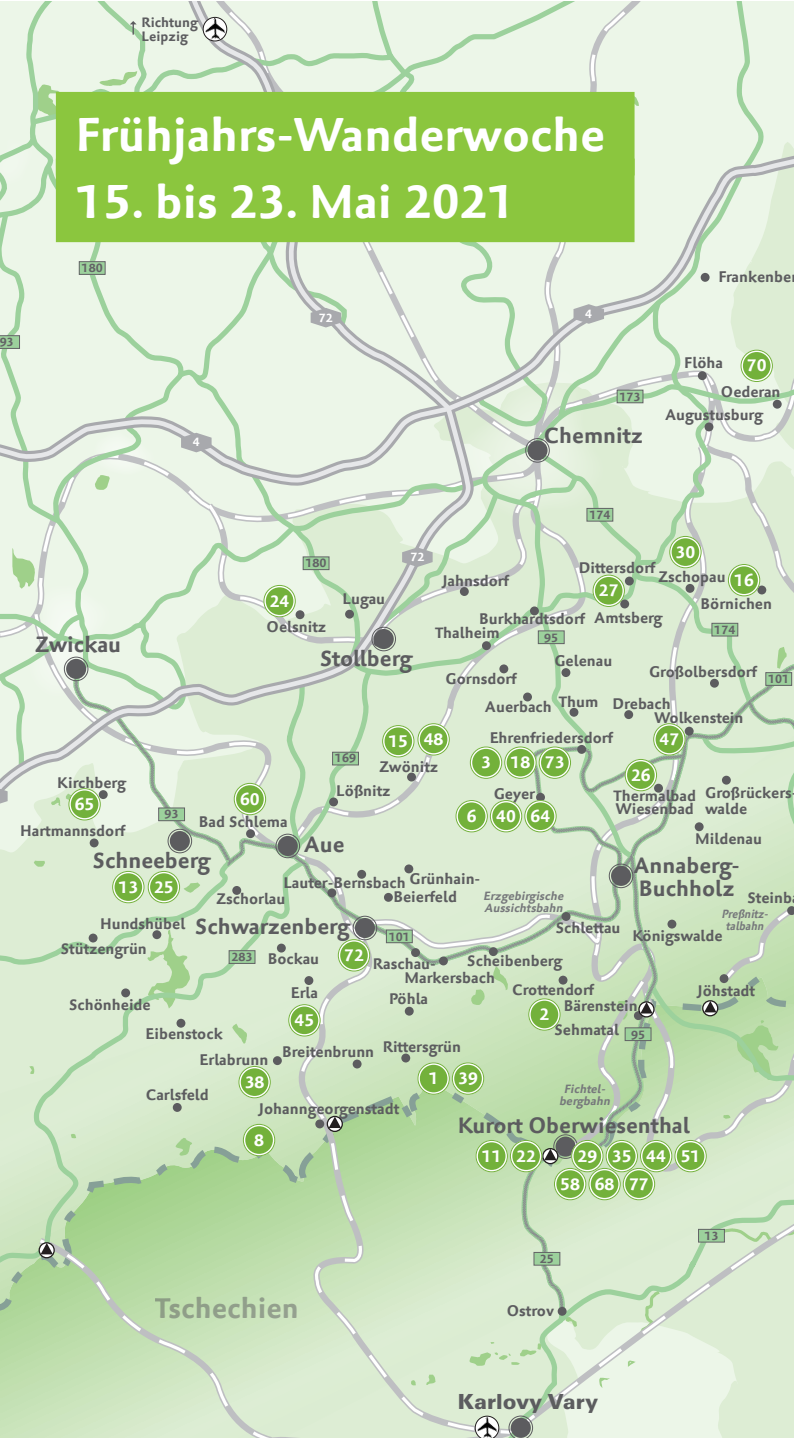 ↑ Richtung
Leipzig
Frühjahrs-Wanderwoche
15. bis 23. Mai 2021
180
Frankenber
72
4
93
Flöha
70
173
Oederan
Augustusburg
Chemnitz
4
174
72
30
180
Dittersdorf
Zschopau
16
Jahnsdorf
27
24
Lugau
Börnichen
Oelsnitz
Burkhardtsdorf
Amtsberg
Thalheim
95
174
Zwickau
Stollberg
Gelenau
Gornsdorf
Großolbersdorf
101
Auerbach
Thum
Drebach
Wolkenstein
15
48
Ehrenfriedersdorf
47
169
Zwönitz
3
18
73
26
Kirchberg
65
60
Lößnitz
Geyer
Thermalbad
Wiesenbad
Großrückers-
walde
93
6
40
64
Hartmannsdorf
Bad Schlema
Mildenau
Schneeberg
Aue
Annaberg-
Buchholz
13
25
Lauter-Bernsbach
Grünhain-
Beierfeld
Zschorlau
Erzgebirgische
Aussichtsbahn
Steinba
Preßnitz-
talbahn
Hundshübel
Schwarzenberg
Schlettau
Königswalde
Stützengrün
283
Bockau
72
101
Raschau-
Markersbach
Scheibenberg
Schönheide
Erla
Pöhla
Crottendorf
Jöhstadt
45
2
Bärenstein
Eibenstock
Sehmatal
95
Erlabrunn
Breitenbrunn
Rittersgrün
38
1
39
Carlsfeld
Fichtel-
bergbahn
Johanngeorgenstadt
8
Kurort Oberwiesenthal
11
22
29
35
44
51
58
68
77
13
25
Tschechien
Ostrov
Karlovy Vary